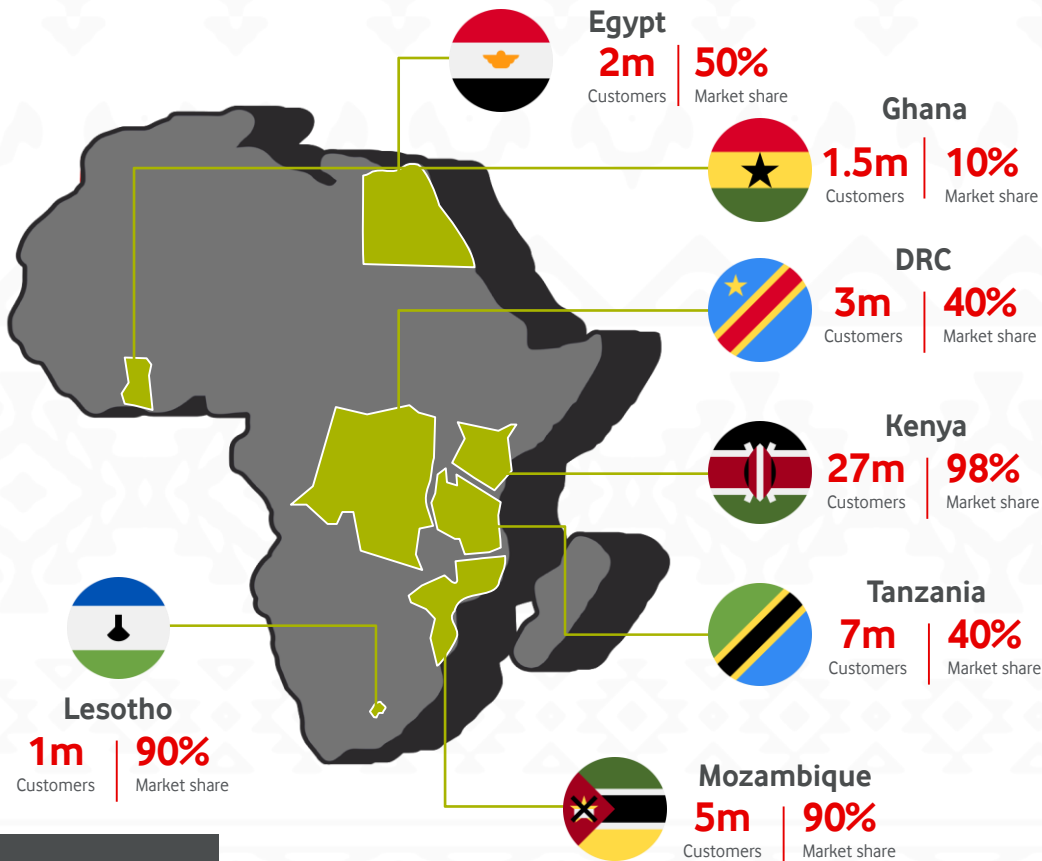 Egypt
2m 50%
Customers Market share
Ghana
1.5m 10%
Customers Market share
DRC
3m 40%
Customers Market share
Kenya
27m 98%
Customers Market share
Tanzania
7m 40%
Customers Market share
Lesotho
1m 90%
Customers Market share
Mozambique
5m 90%
Customers Market share